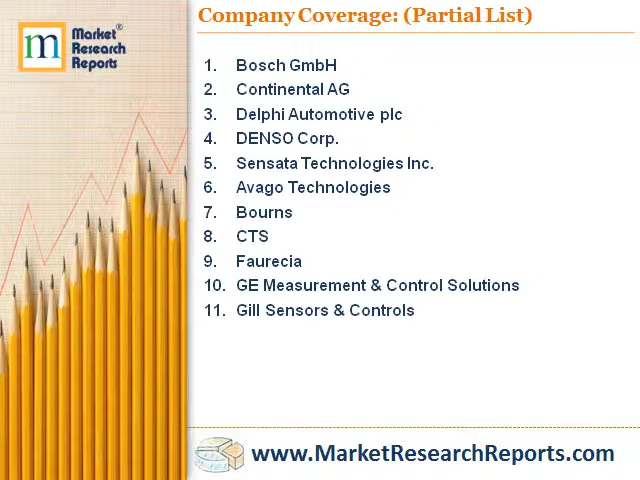 m
Market®
Research
Reports
Company Coverage: (Partial List)
1. Bosch GmbH
2. Continental AG
3. Delphi Automotive plc
4. DENSO Corp.
5. Sensata Technologies Inc.
6. Avago Technologies
7. Bourns
8. CTS
9. Faurecia
10. GE Measurement & Control Solutions
11. Gill Sensors & Controls
www.MarketResearchReports.com